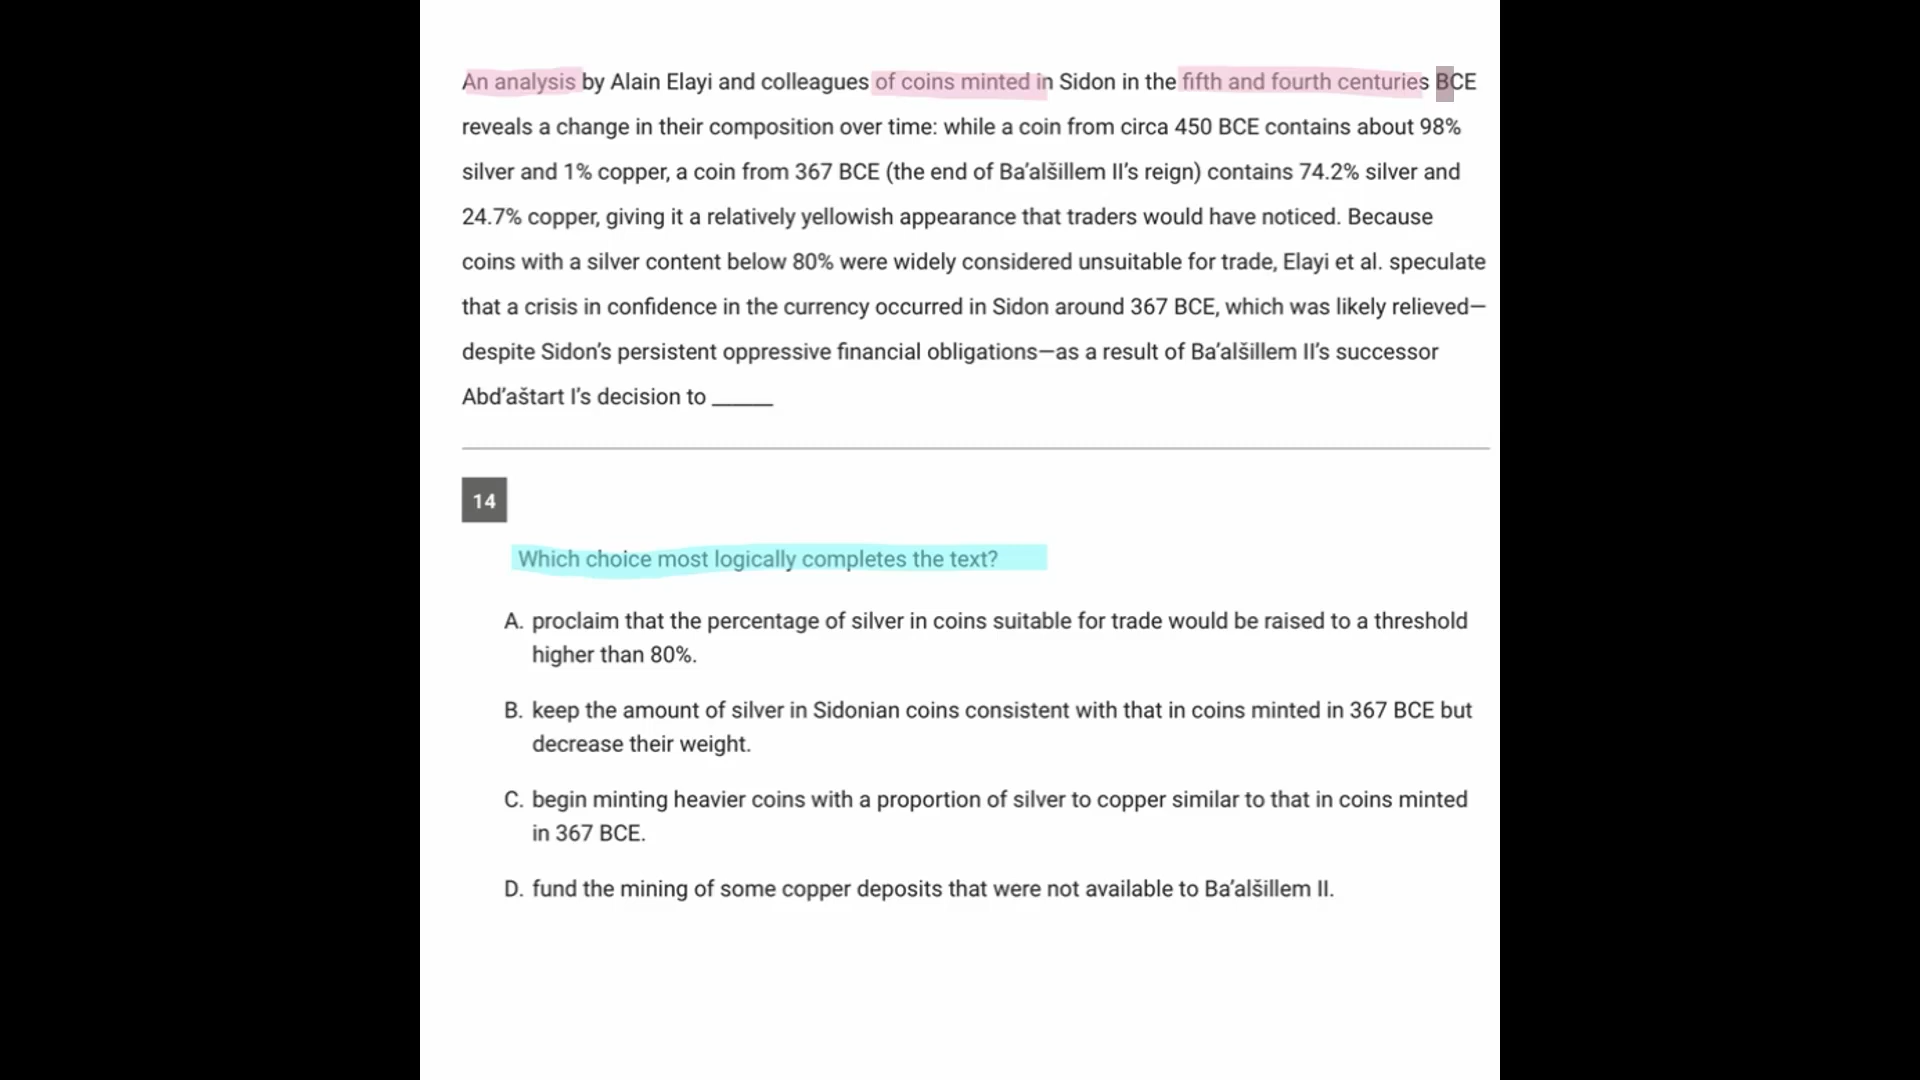 An analysis by Alain Elayi and colleagues of coins minted in Sidon in the fifth and fourth centuries BCE
reveals a change in their composition over time: while a coin from circa 450 BCE contains about 98%
silver and 1% copper, a coin from 367 BCE (the end of Ba’alšillem II’s reign) contains 74.2% silver and
24.7% copper, giving it a relatively yellowish appearance that traders would have noticed. Because
coins with a silver content below 80% were widely considered unsuitable for trade, Elayi et al. speculate
that a crisis in confidence in the currency occurred in Sidon around 367 BCE, which was likely relieved—
despite Sidon’s persistent oppressive financial obligations—as a result of Ba’alšillem II’s successor
Abd’aštart I’s decision to ______
14
Which choice most logically completes the text?
A. proclaim that the percentage of silver in coins suitable for trade would be raised to a threshold
higher than 80%.
B. keep the amount of silver in Sidonian coins consistent with that in coins minted in 367 BCE but
decrease their weight.
C. begin minting heavier coins with a proportion of silver to copper similar to that in coins minted
in 367 BCE.
D. fund the mining of some copper deposits that were not available to Ba’alšillem II.